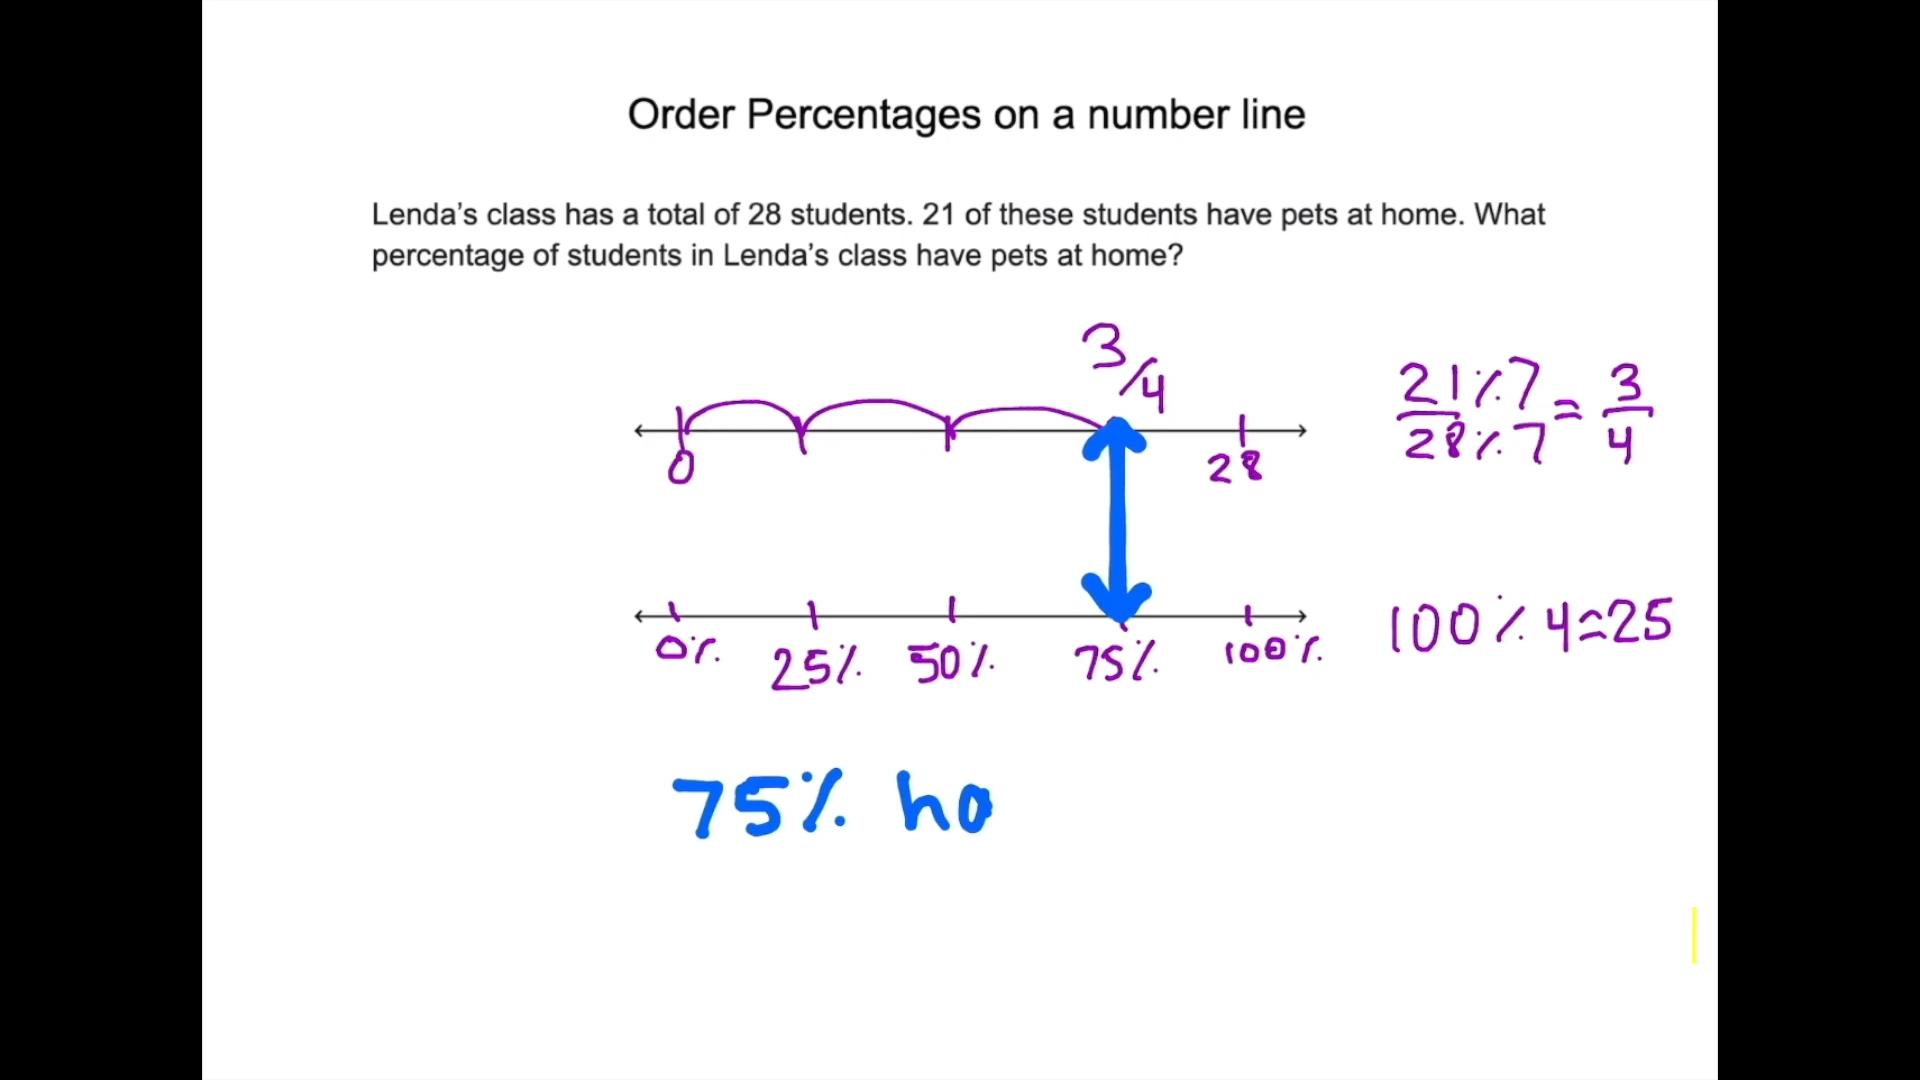 Order Percentages on a number line
Lenda’s class has a total of 28 students. 21 of these students have pets at home. What
percentage of students in Lenda’s class have pets at home?
3/4
0 28
21÷7 = 3
28÷7 4
0% 25% 50% 75% 100%
100÷4=25
75% ha